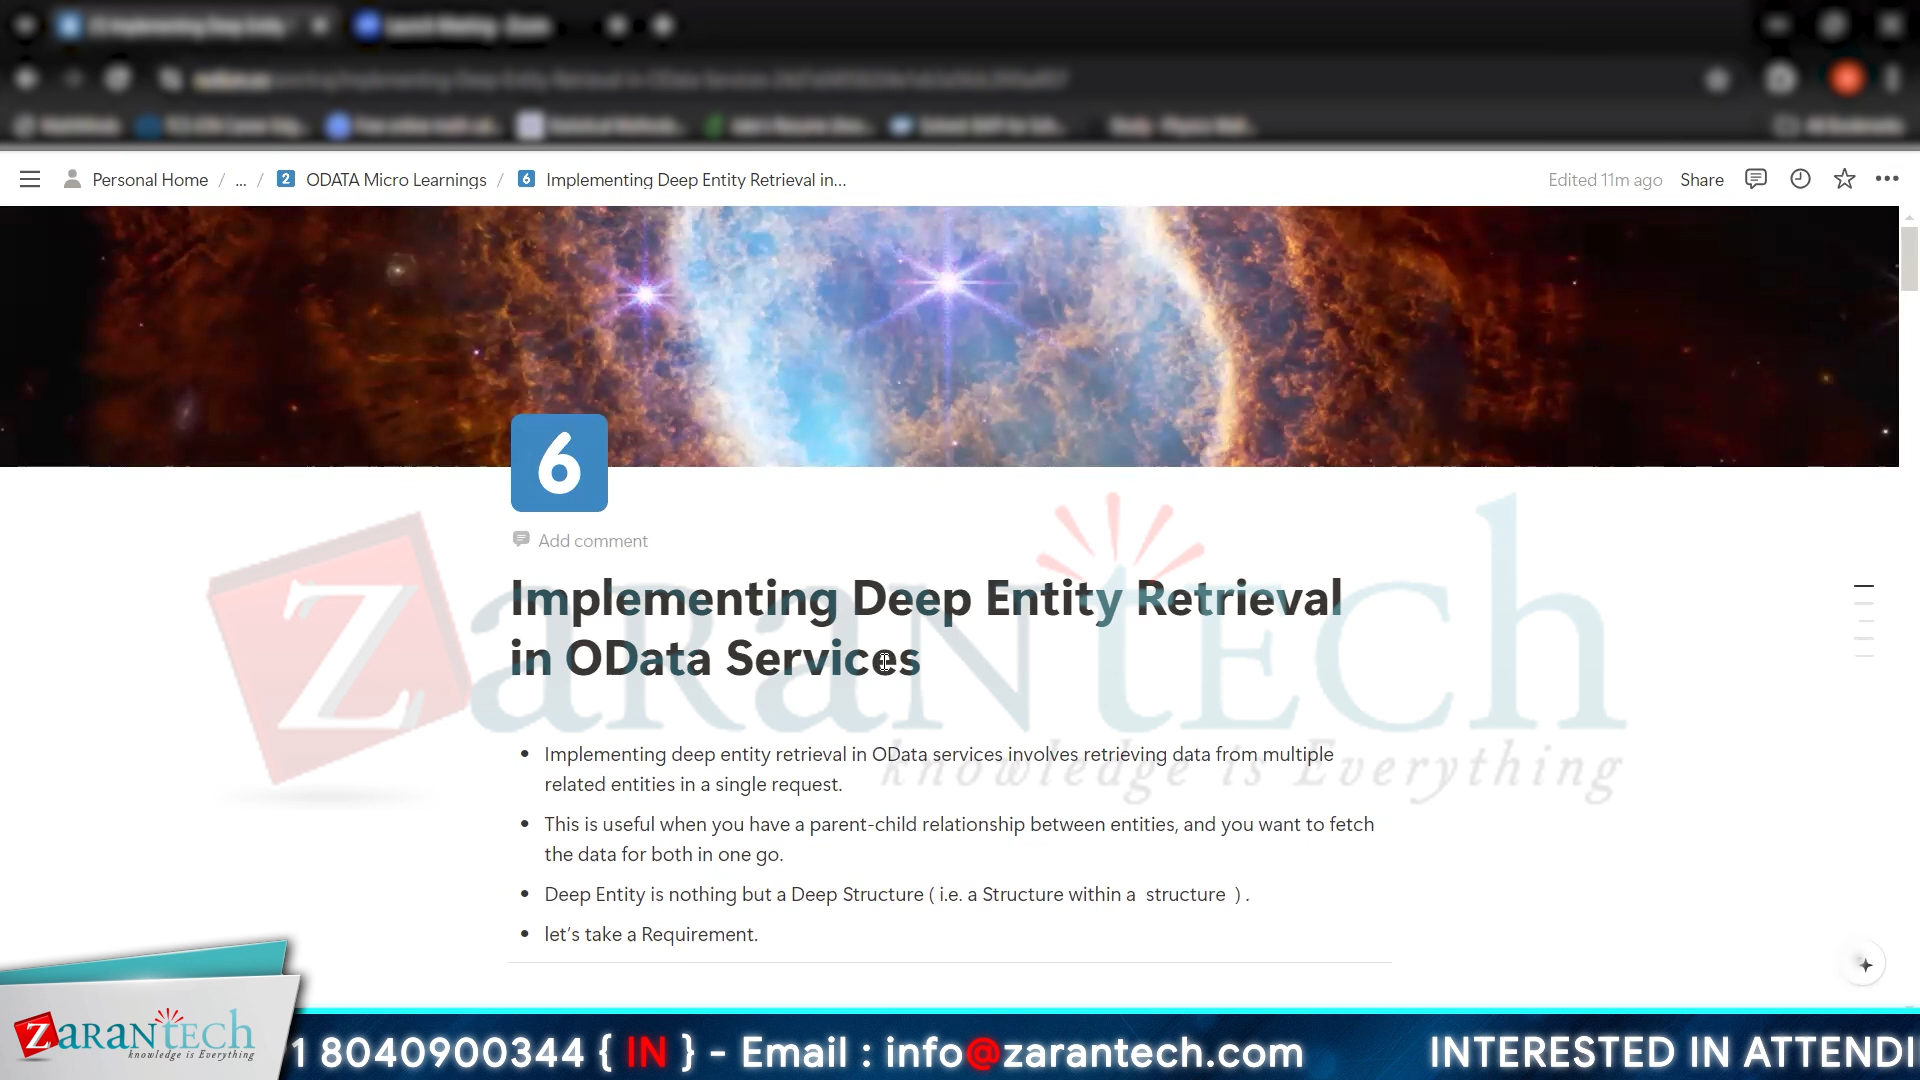 Personal Home / ... / 2 ODATA Micro Learnings / 6 Implementing Deep Entity Retrieval in...
Edited 11m ago Share
6
Add comment
Implementing Deep Entity Retrieval
in OData Services
• Implementing deep entity retrieval in OData services involves retrieving data from multiple
related entities in a single request.
• This is useful when you have a parent-child relationship between entities, and you want to fetch
the data for both in one go.
• Deep Entity is nothing but a Deep Structure ( i.e. a Structure within a structure ) .
• let’s take a Requirement.
ZaranTech
knowledge is Everything
ZaranTech
knowledge is Everything
1 8040900344 { IN } - Email : info@zarantech.com INTERESTED IN ATTENDI